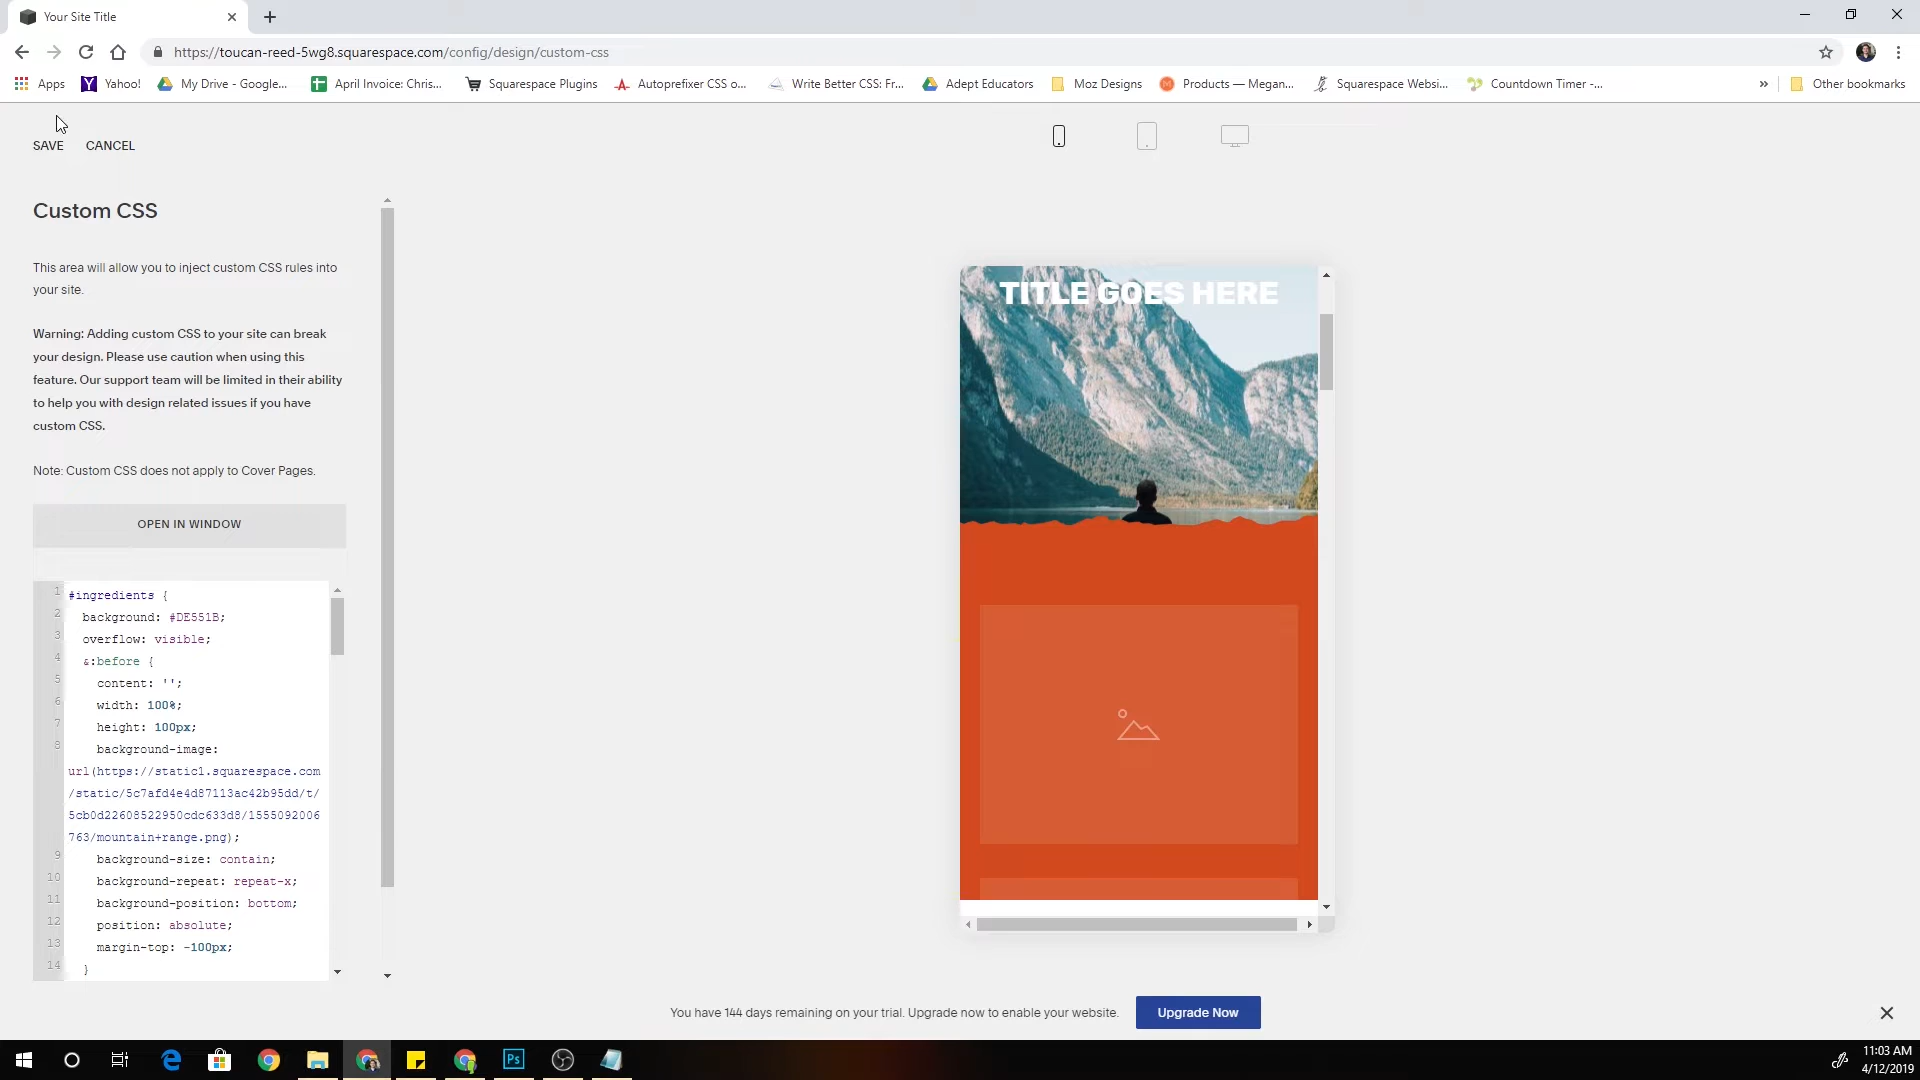 Your Site Title
https://toucan-reed-5wg8.squarespace.com/config/design/custom-css
Apps Yahoo! My Drive - Google... April Invoice: Chris... Squarespace Plugins Autoprefixer CSS o... Write Better CSS: Fr... Adept Educators Moz Designs Products — Megan... Squarespace Websi... Countdown Timer -... » Other bookmarks
SAVE CANCEL
Custom CSS
This area will allow you to inject custom CSS rules into
your site.
Warning: Adding custom CSS to your site can break
your design. Please use caution when using this
feature. Our support team will be limited in their ability
to help you with design related issues if you have
custom CSS.
Note: Custom CSS does not apply to Cover Pages.
OPEN IN WINDOW
1 #ingredients {
2 background: #DE551B;
3 overflow: visible;
4 &:before {
5 content: '';
6 width: 100%;
7 height: 100px;
8 background-image:
url(https://static1.squarespace.com
/static/5c7afd4e4d87113ac42b95dd/t/
5cb0d22608522950cdc633d8/1555092006
763/mountain+range.png);
9 background-size: contain;
10 background-repeat: repeat-x;
11 background-position: bottom;
12 position: absolute;
13 margin-top: -100px;
14 }
TITLE GOES HERE
You have 144 days remaining on your trial. Upgrade now to enable your website. Upgrade Now
Ps
11:03 AM
4/12/2019